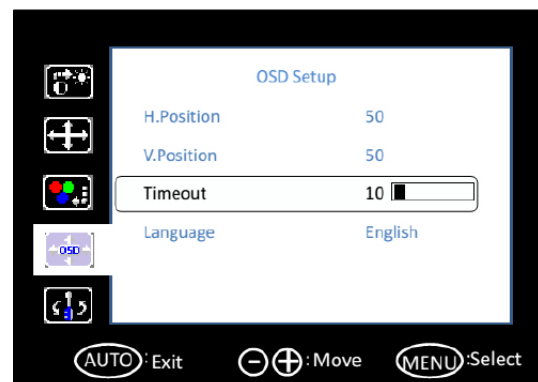 OSD Setup
H.Position 50
V.Position 50
Timeout 10
OSD
Language English
AUTO : Exit - + : Move MENU :Select